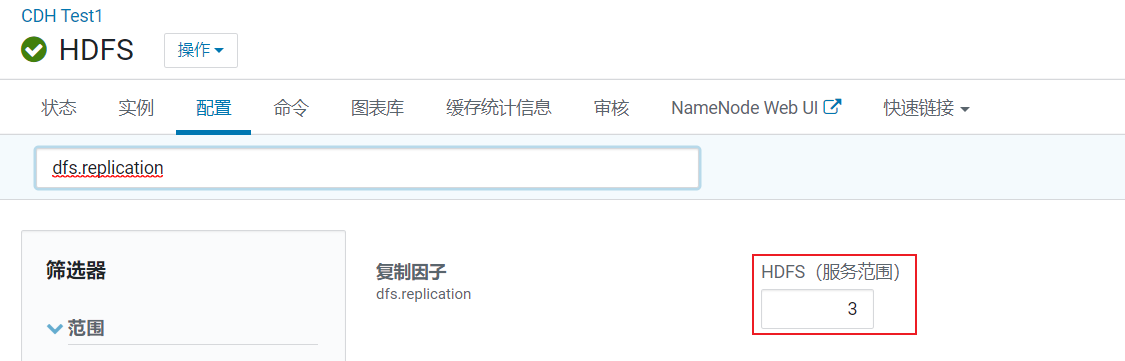 CDH Test1
HDFS 操作
状态 实例 配置 命令 图表库 缓存统计信息 审核 NameNode Web UI 快速链接
dfs.replication
筛选器
范围
复制因子
dfs.replication
HDFS（服务范围）
3